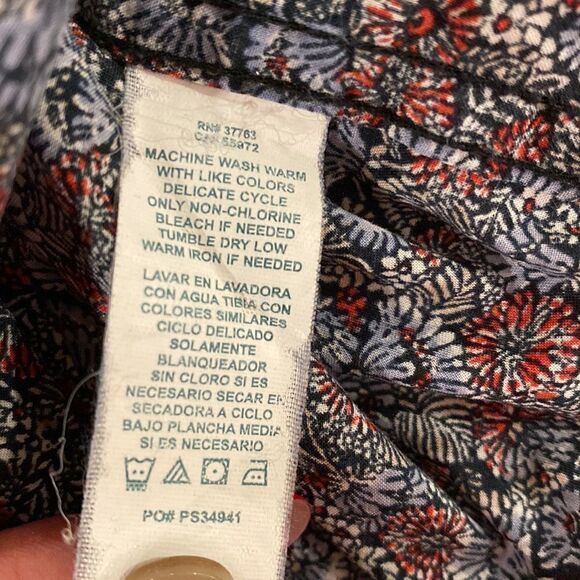 RN# 37763
55972
MACHINE WASH WARM
WITH LIKE COLORS
DELICATE CYCLE
ONLY NON-CHLORINE
BLEACH IF NEEDED
TUMBLE DRY LOW
WARM IRON IF NEEDED
LAVAR EN LAVADORA
CON AGUA TIBIA CON
COLORES SIMILARES
CICLO DELICADO
SOLAMENTE
BLANQUEADOR
SIN CLORO SI ES
NECESARIO SECAR EN
SECADORA A CICLO
BAJO PLANCHA MEDIA
SI ES NECESARIO
PO# PS34941